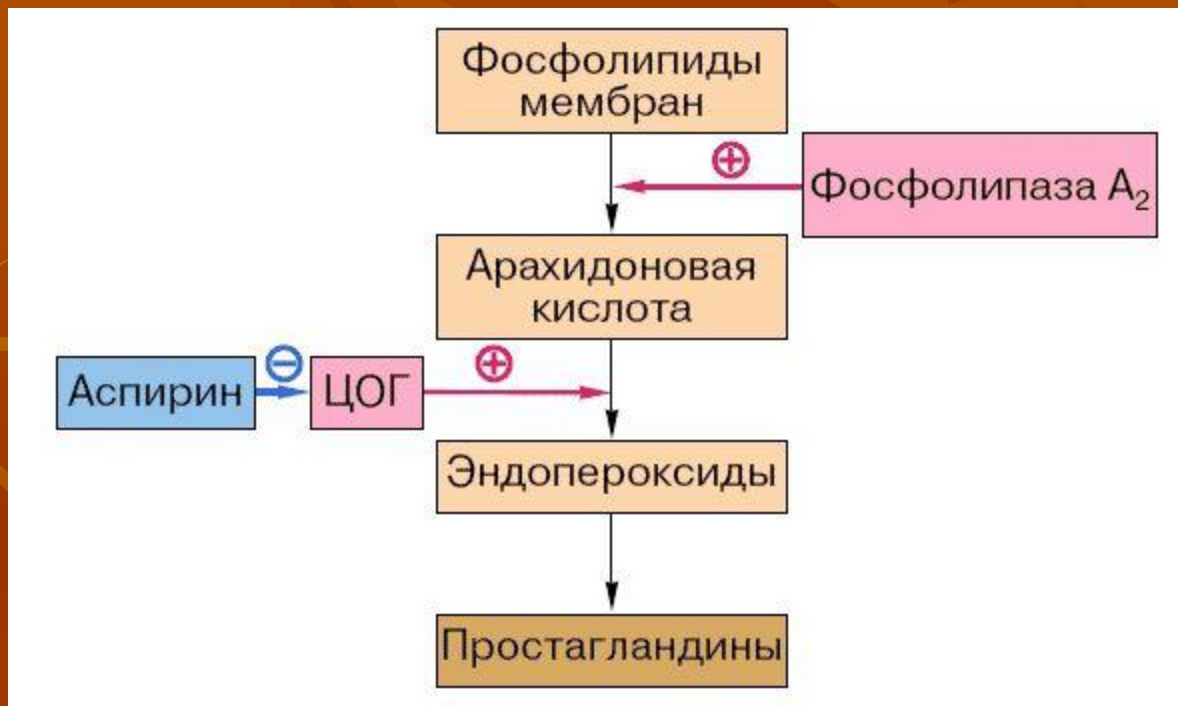 Фосфолипиды
мембран
+
Фосфолипаза А₂
Арахидоновая
кислота
Аспирин
−
ЦОГ
+
Эндопероксиды
Простагландины